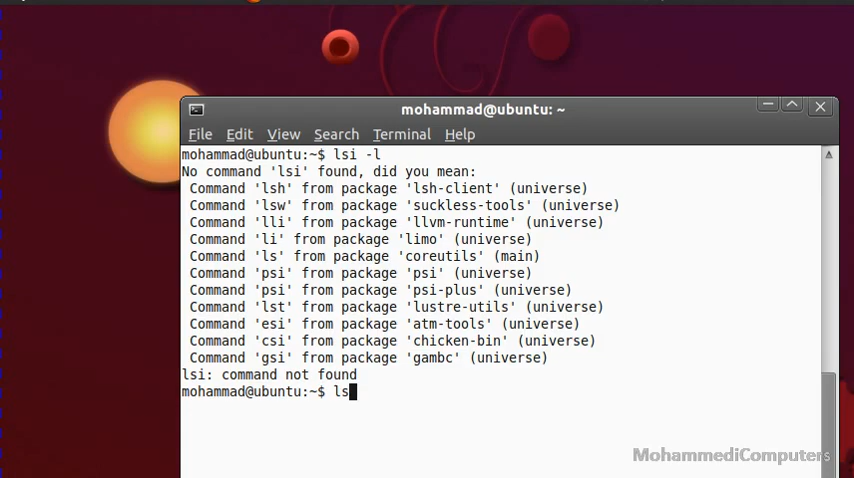 mohammad@ubuntu: ~
File Edit View Search Terminal Help
mohammad@ubuntu:~$ lsi -l
No command 'lsi' found, did you mean:
Command 'lsh' from package 'lsh-client' (universe)
Command 'lsw' from package 'suckless-tools' (universe)
Command 'lli' from package 'llvm-runtime' (universe)
Command 'li' from package 'limo' (universe)
Command 'ls' from package 'coreutils' (main)
Command 'psi' from package 'psi' (universe)
Command 'psi' from package 'psi-plus' (universe)
Command 'lst' from package 'lustre-utils' (universe)
Command 'esi' from package 'atm-tools' (universe)
Command 'csi' from package 'chicken-bin' (universe)
Command 'gsi' from package 'gambc' (universe)
lsi: command not found
mohammad@ubuntu:~$ ls
MohammediComputers